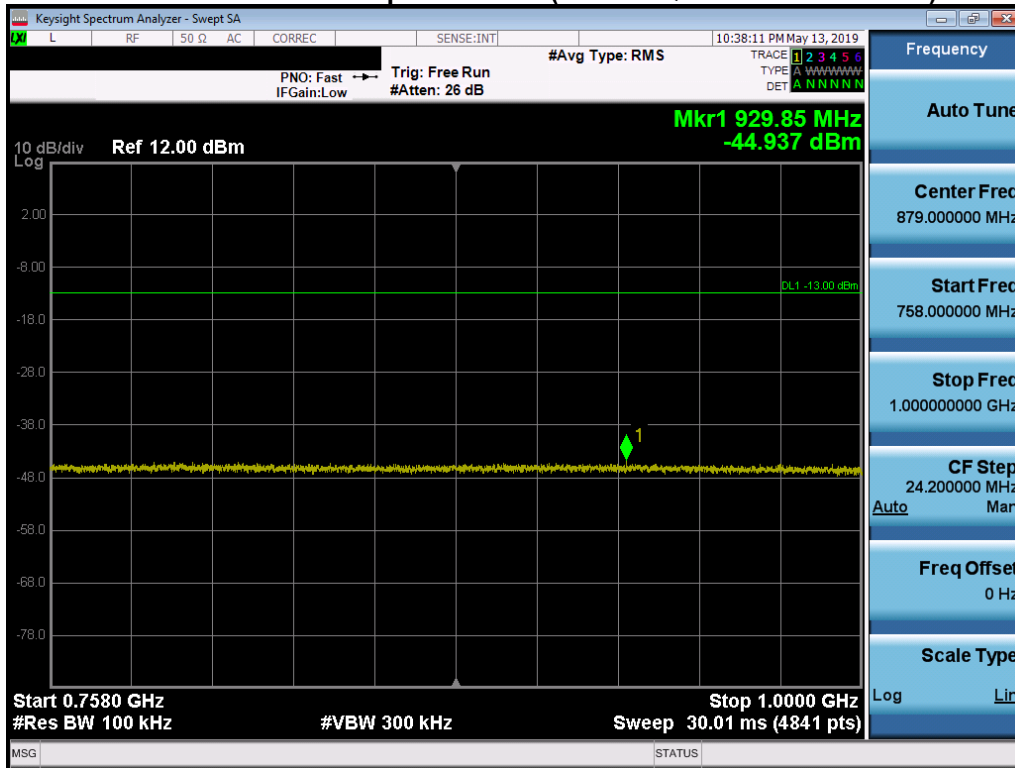 Keysight Spectrum Analyzer - Swept SA
LXI L RF 50 Ω AC CORREC SENSE:INT 10:38:11 PM May 13, 2019
#Avg Type: RMS TRACE 1 2 3 4 5 6
PNO: Fast Trig: Free Run TYPE A WWWWW
IFGain:Low #Atten: 26 dB DET A N N N N N
Mkr1 929.85 MHz
-44.937 dBm
10 dB/div Ref 12.00 dBm
Log
2.00
-8.00
DL1 -13.00 dBm
-18.0
-28.0
-38.0
1
-48.0
-58.0
-68.0
-78.0
Start 0.7580 GHz Stop 1.0000 GHz
#Res BW 100 kHz #VBW 300 kHz Sweep 30.01 ms (4841 pts)
MSG STATUS
Frequency
Auto Tune
Center Freq
879.000000 MHz
Start Freq
758.000000 MHz
Stop Freq
1.000000000 GHz
CF Step
24.200000 MHz
Auto Man
Freq Offset
0 Hz
Scale Type
Log Lin